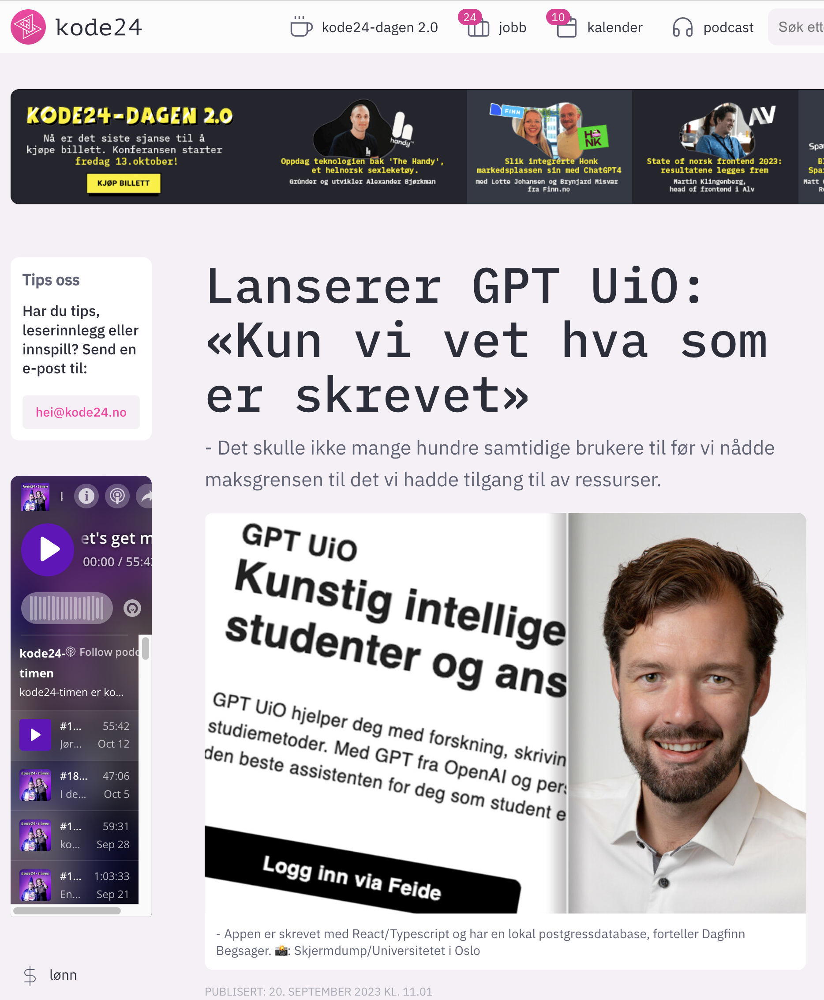 kode24
kode24-dagen 2.0
24
jobb
10
kalender
podcast
Søk ett
KODE24-DAGEN 2.0
Nå er det siste sjanse til å
kjøpe billett. Konferansen starter
fredag 13.oktober!
KJØP BILLETT
handy
Oppdag teknologien bak 'The Handy',
et helnorsk sexleketøy.
Gründer og utvikler Alexander Bjørkman
FINN
HONK
Slik integrerte Honk
markedsplassen sin med ChatGPT4
med Lotte Johansen og Brynjard Misvær
fra Finn.no
AV
State of norsk frontend 2023:
resultatene legges frem
Martin Klingenberg,
head of frontend i Alv
Tips oss
Har du tips,
leserinnlegg eller
innspill? Send en
e-post til:
hei@kode24.no
Lanserer GPT UiO:
«Kun vi vet hva som
er skrevet»
- Det skulle ikke mange hundre samtidige brukere til før vi nådde
maksgrensen til det vi hadde tilgang til av ressurser.
kode24-timen
et's get m
00:00 / 55:42
kode24-
timen
Follow podc
kode24-timen er ko...
#1... 55:42
Jør... Oct 12
kode24-timen
#18... 47:06
I de... Oct 5
kode24-timen
#1... 59:31
ko... Sep 28
kode24-timen
#1... 1:03:33
En... Sep 21
lønn
GPT UiO
Kunstig intellige
studenter og ans
GPT UiO hjelper deg med forskning, skrivin
studiemetoder. Med GPT fra OpenAI og pers
den beste assistenten for deg som student e
Logg inn via Feide
- Appen er skrevet med React/Typescript og har en lokal postgressdatabase, forteller Dagfinn
Begsager. 📸: Skjermdump/Universitetet i Oslo
PUBLISERT: 20. SEPTEMBER 2023 KL. 11.01